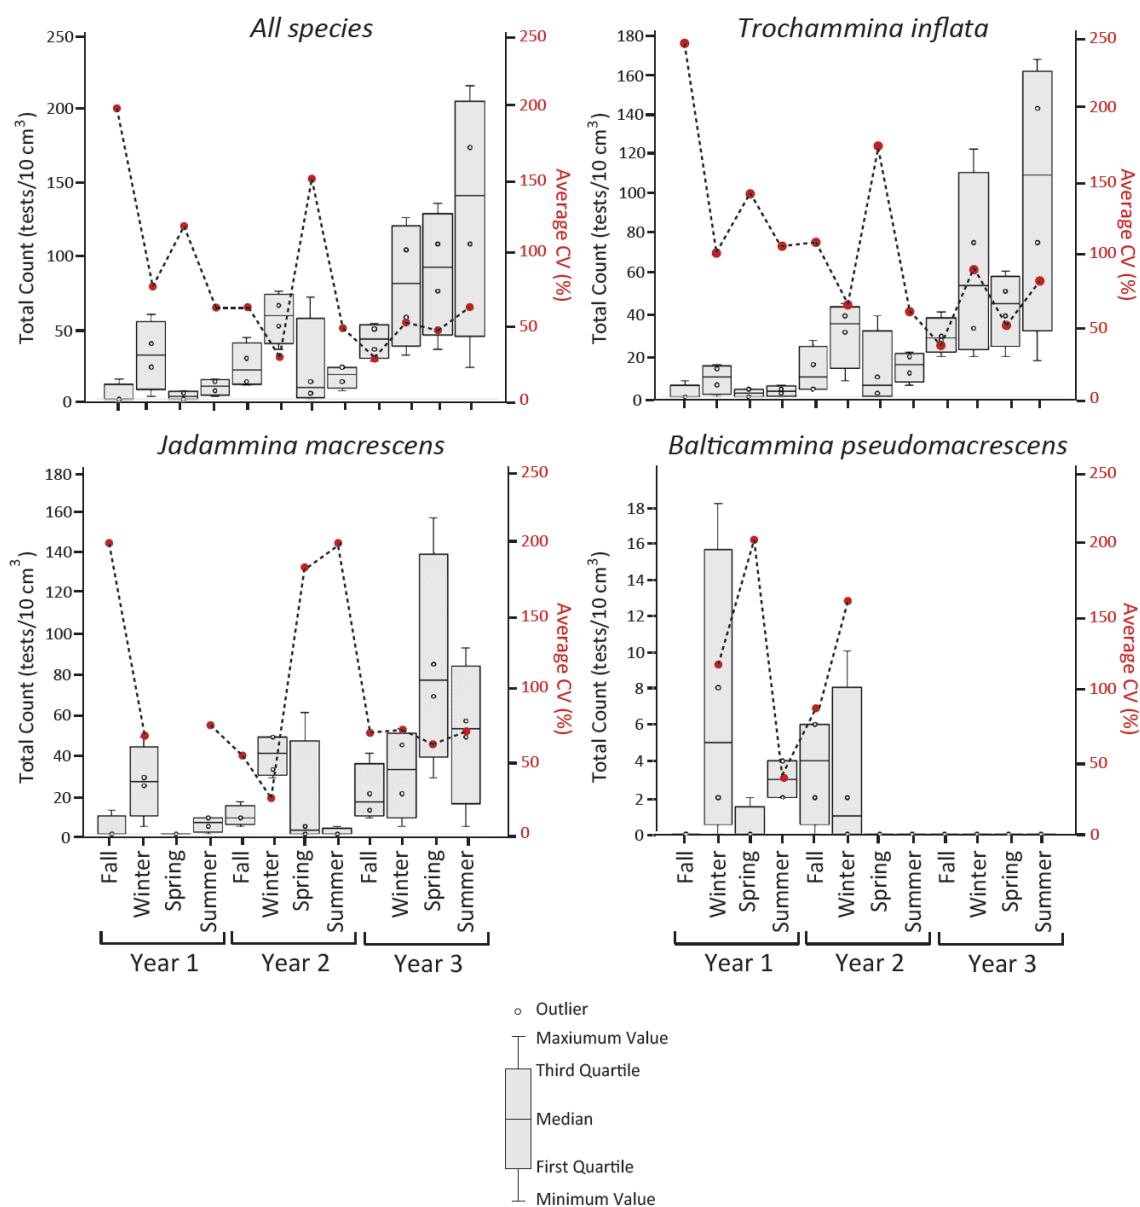 All species
Trochammina inflata
250
200
150
100
50
0
Total Count (tests/10 cm³)
250
200
150
100
50
0
Average CV (%)
180
160
140
120
100
80
60
40
20
0
Total Count (tests/10 cm³)
250
200
150
100
50
0
Average CV (%)
Jadammina macrescens
Balticammina pseudomacrescens
180
160
140
120
100
80
60
40
20
0
Total Count (tests/10 cm³)
250
200
150
100
50
0
Average CV (%)
18
16
14
12
10
8
6
4
2
0
Total Count (tests/10 cm³)
250
200
150
100
50
0
Average CV (%)
Fall
Winter
Spring
Summer
Fall
Winter
Spring
Summer
Fall
Winter
Spring
Summer
Year 1
Year 2
Year 3
Fall
Winter
Spring
Summer
Fall
Winter
Spring
Summer
Fall
Winter
Spring
Summer
Year 1
Year 2
Year 3
Outlier
Maxiumum Value
Third Quartile
Median
First Quartile
Minimum Value